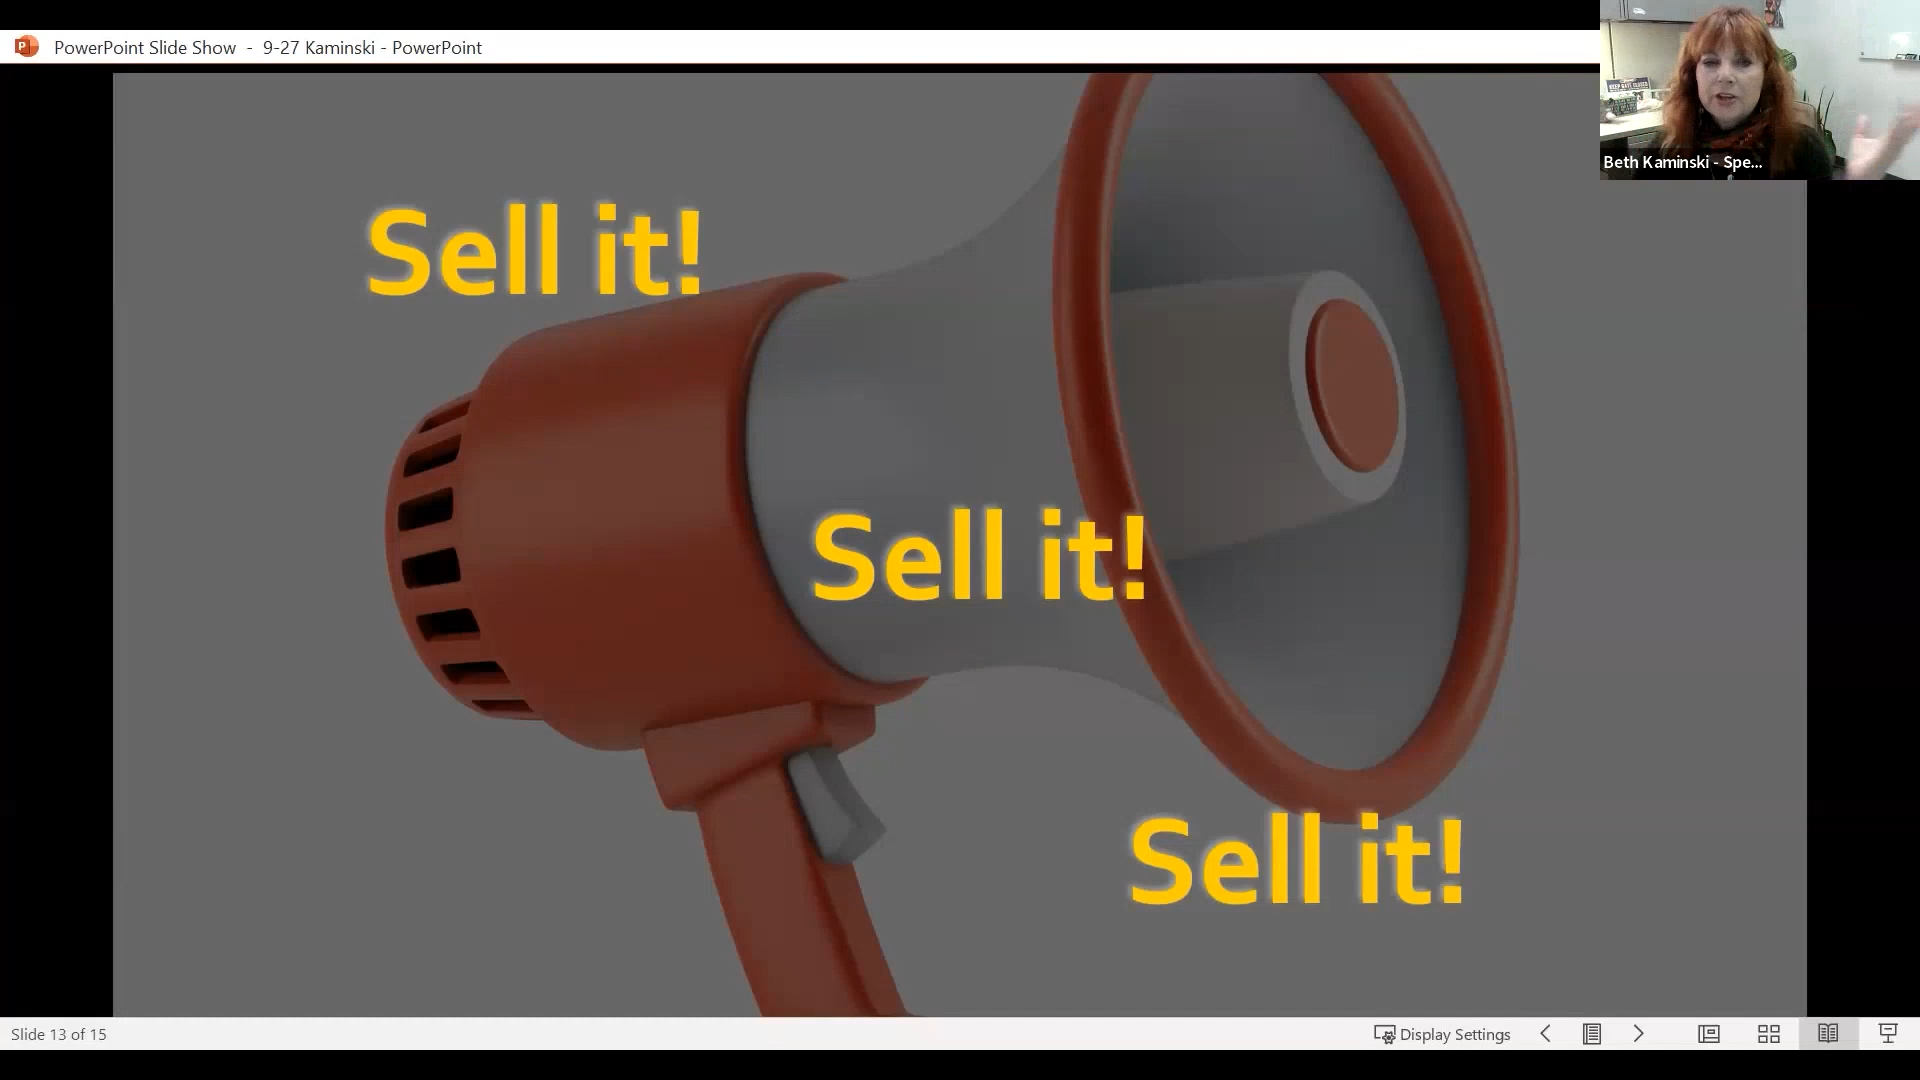 PowerPoint Slide Show - 9-27 Kaminski - PowerPoint
Beth Kaminski - Spe...
Sell it!
Sell it!
Sell it!
Slide 13 of 15
Display Settings